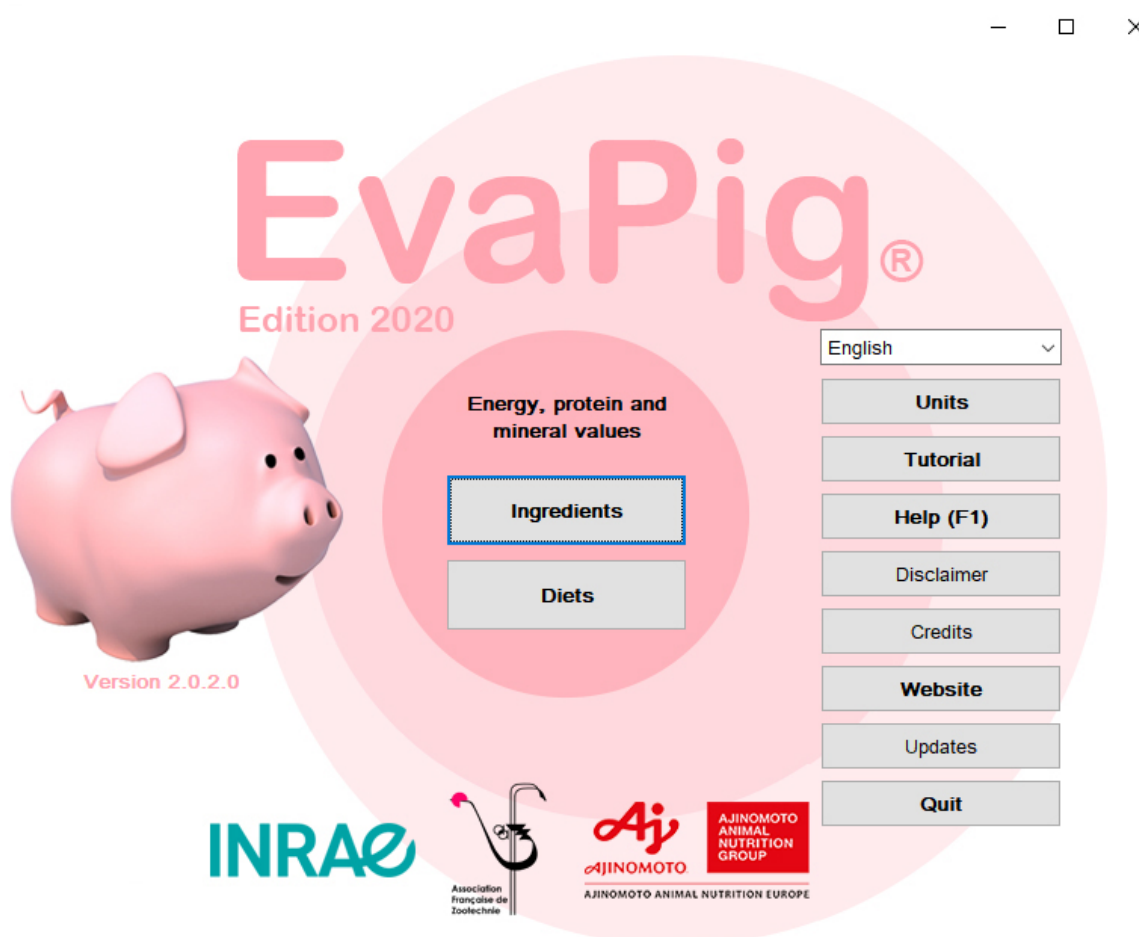 EvaPig®
Edition 2020
English
Energy, protein and
mineral values
Units
Tutorial
Ingredients
Help (F1)
Disclaimer
Diets
Credits
Version 2.0.2.0
Website
Updates
Quit
INRAE
Association
Française de
Zootechnie
Aj
AJINOMOTO
AJINOMOTO
ANIMAL
NUTRITION
GROUP
AJINOMOTO ANIMAL NUTRITION EUROPE